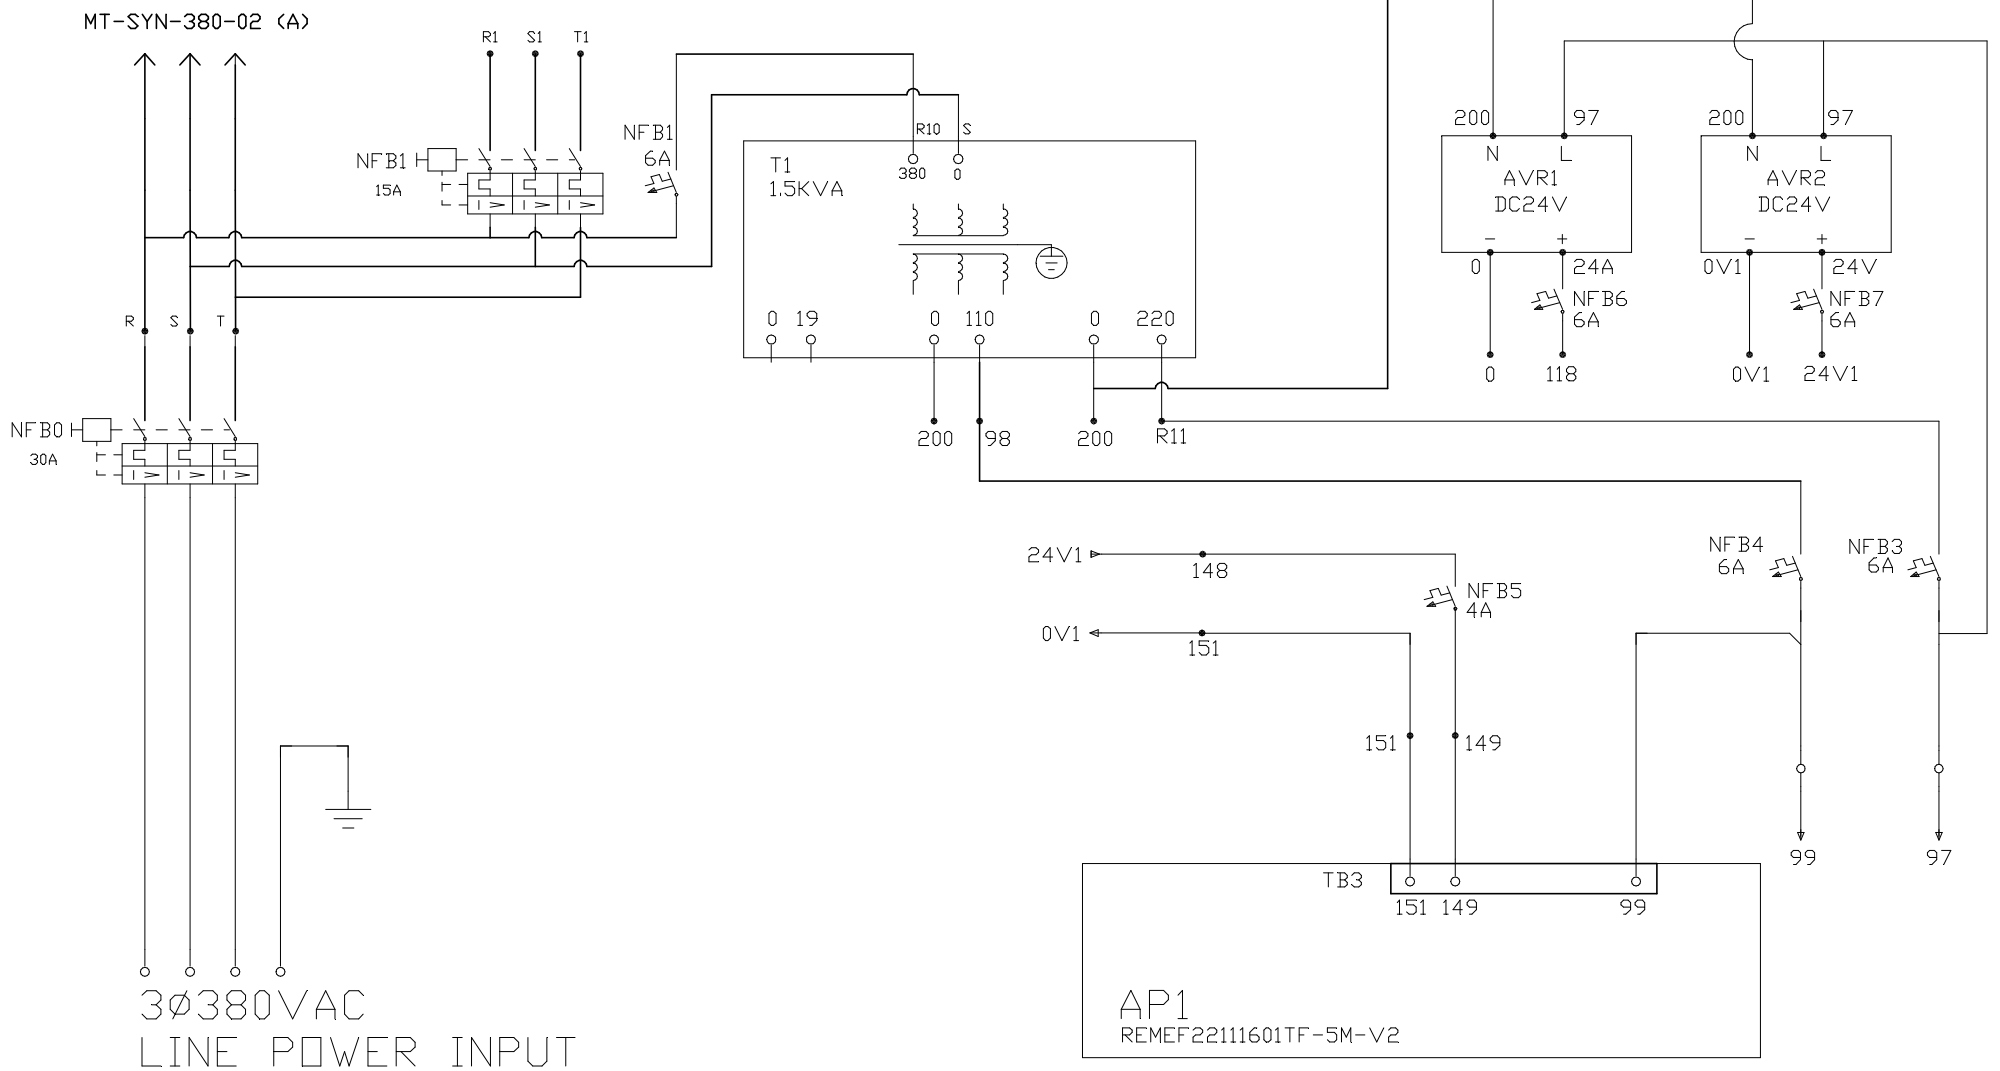 MT-SYN-380-02 (A)
R1 S1 T1
NFB1
15A
NFB1
6A
R10 S
380 0
T1
1.5KVA
0 19 0 110 0 220
200 98 200 R11
200 97
N L
AVR1
DC24V
- +
0 24A
NFB6
6A
0 118
200 97
N L
AVR2
DC24V
- +
0V1 24V
NFB7
6A
0V1 24V1
R S T
NFB0
30A
24V1
148
NFB5
4A
0V1
151
NFB4
6A
NFB3
6A
151 149
99 97
TB3
151 149 99
AP1
REMEF22111601TF-5M-V2
3Ø380VAC
LINE POWER INPUT